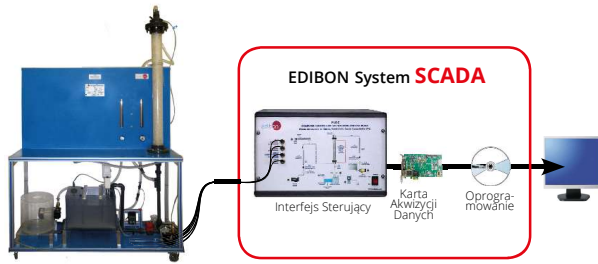 EDIBON System SCADA
Interfejs Sterujący
Karta
Akwizycji
Danych
Oprogra-
mowanie